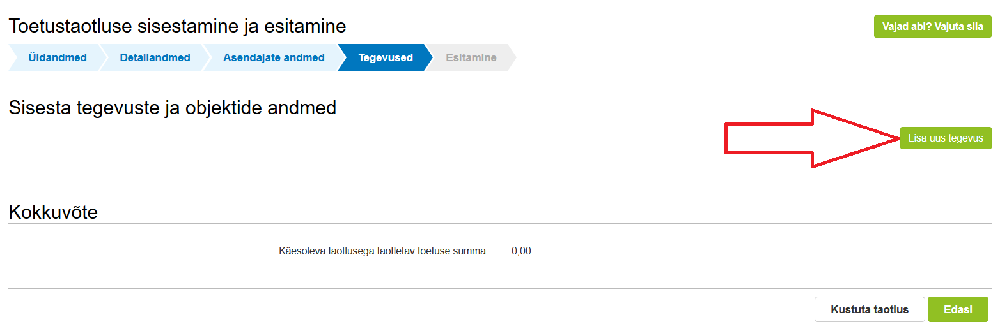 Toetustaotluse sisestamine ja esitamine
Vajad abi? Vajuta siia
Üldandmed
Detailandmed
Asendajate andmed
Tegevused
Esitamine
Sisesta tegevuste ja objektide andmed
Lisa uus tegevus
Kokkuvõte
Käesoleva taotlusega taotletav toetuse summa: 0,00
Kustuta taotlus
Edasi